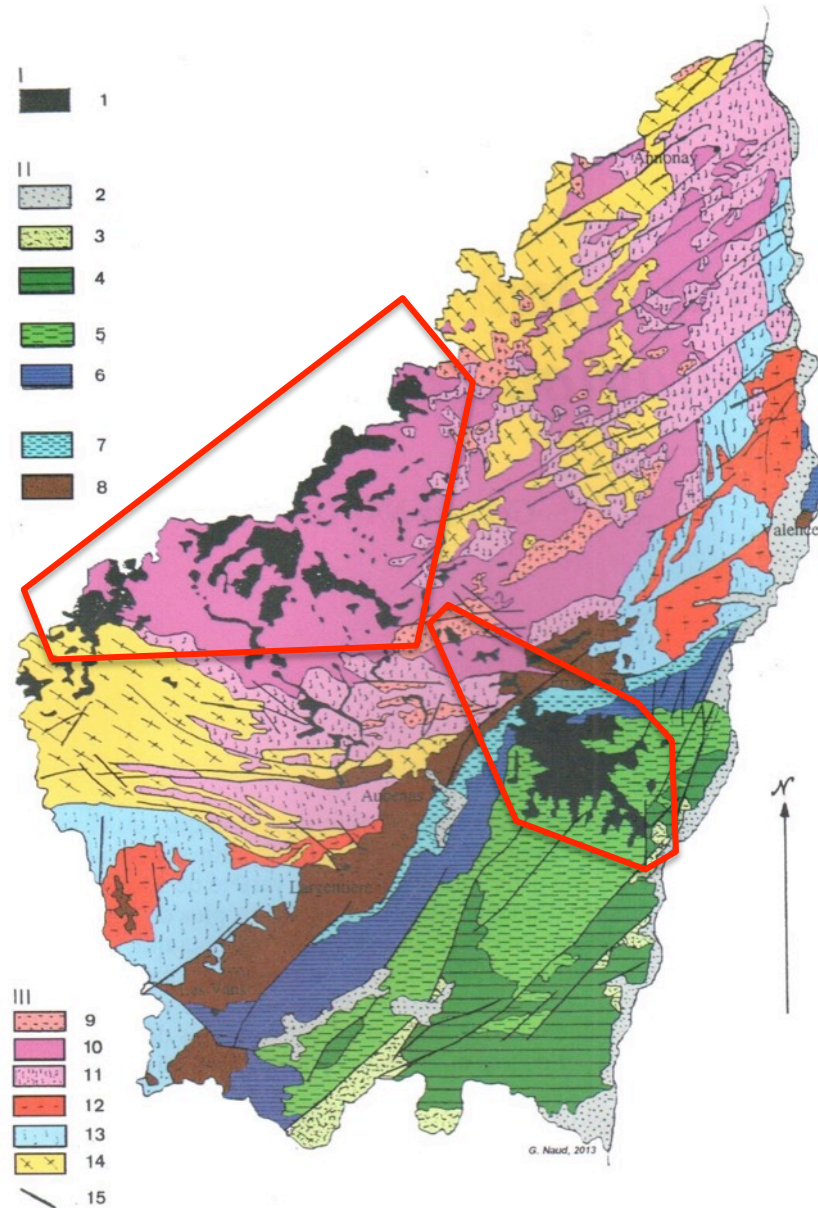 I
1
II
2
3
4
5
6
7
8
Annonay
Valence
Aubenas
Largentière
Les Vans
N
III
9
10
11
12
13
14
15
G. Naud, 2013